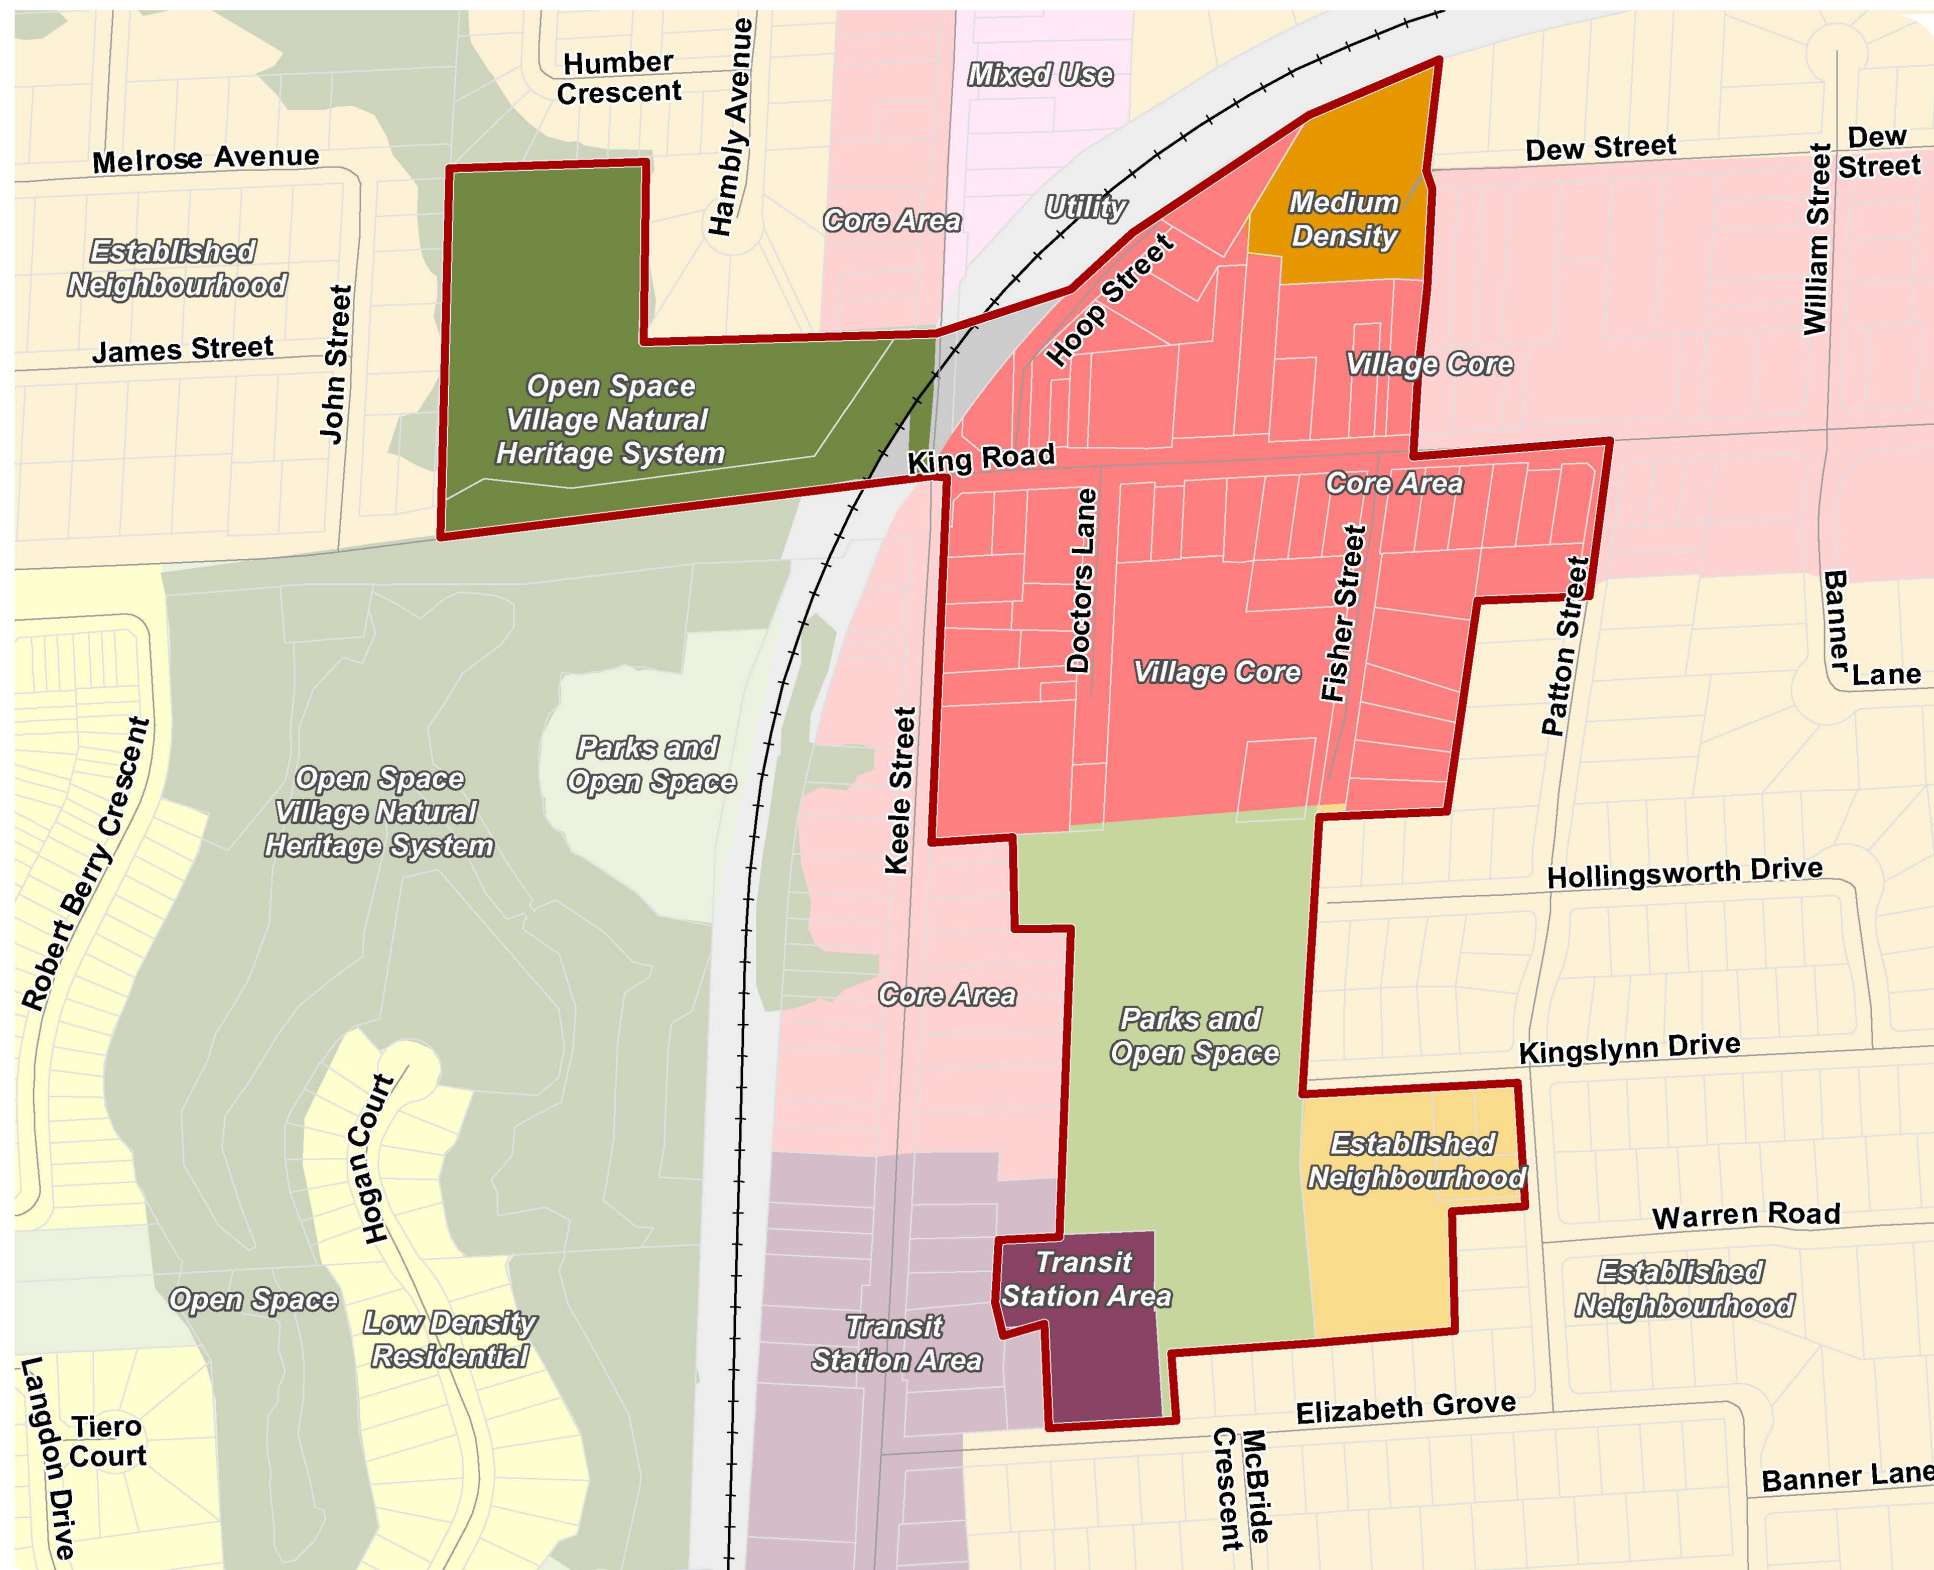 Humber
Crescent
Hambly Avenue
Mixed Use
Melrose Avenue
Dew Street
Dew
Street
William Street
Core Area
Utility
Medium
Density
Established
Neighbourhood
Hoop Street
James Street
John Street
Village Core
Open Space
Village Natural
Heritage System
King Road
Core Area
Doctors Lane
Fisher Street
Patton Street
Banner
Lane
Village Core
Keele Street
Robert Berry Crescent
Parks and
Open Space
Open Space
Village Natural
Heritage System
Hollingsworth Drive
Core Area
Parks and
Open Space
Kingslynn Drive
Hogan Court
Established
Neighbourhood
Warren Road
Transit
Station Area
Established
Neighbourhood
Open Space
Low Density
Residential
Transit
Station Area
Langdon Drive
Tiero
Court
Elizabeth Grove
McBride
Crescent
Banner Lane